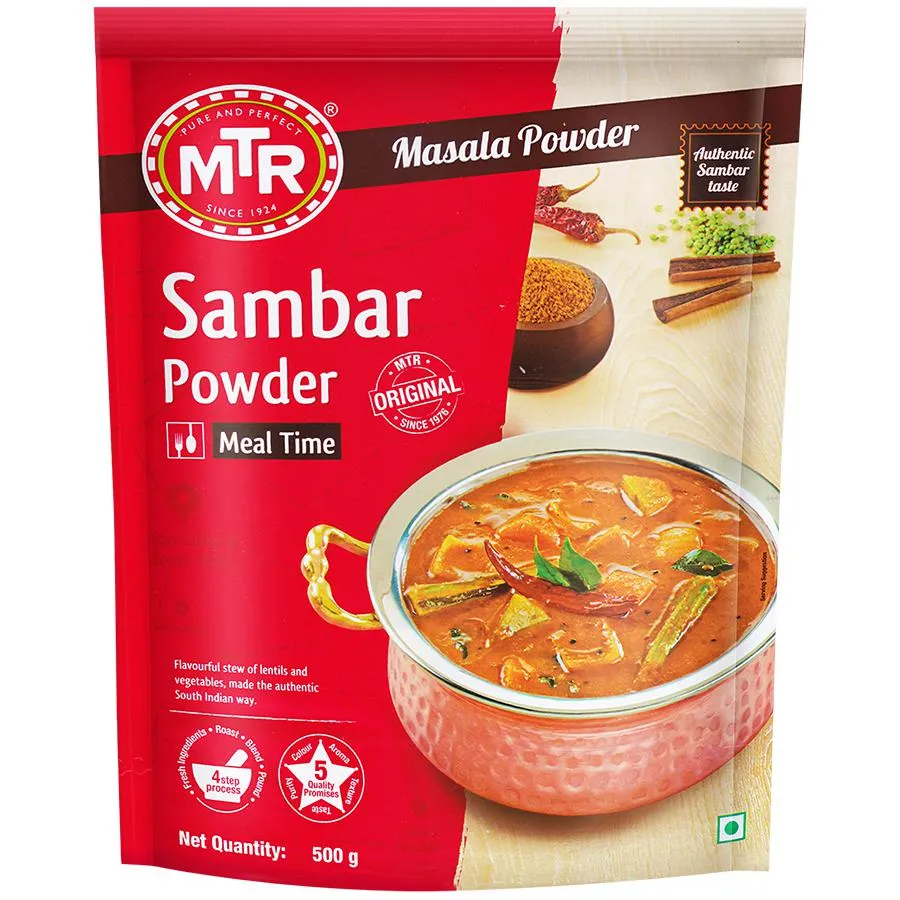 PURE AND PERFECT
MTR
®
SINCE 1924
Masala Powder
Authentic
Sambar
taste
Sambar
Powder
MTR
ORIGINAL
SINCE 1976
Meal Time
Serving Suggestion
Flavourful stew of lentils and
vegetables, made the authentic
South Indian way.
Fresh Ingredients • Roast • Blend • Pound
4 step
process
Colour Aroma Texture Taste Purity
5
Quality
Promises
Net Quantity: 500 g